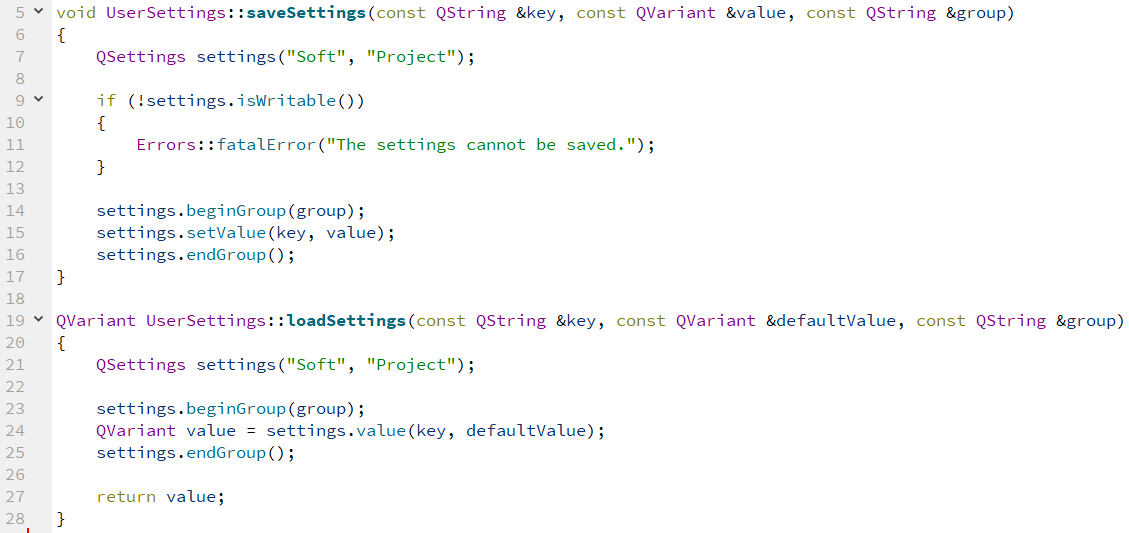 5 void UserSettings::saveSettings(const QString &key, const QVariant &value, const QString &group)
6 {
7     QSettings settings("Soft", "Project");
8
9     if (!settings.isWritable())
10     {
11         Errors::fatalError("The settings cannot be saved.");
12     }
13
14     settings.beginGroup(group);
15     settings.setValue(key, value);
16     settings.endGroup();
17 }
18
19 QVariant UserSettings::loadSettings(const QString &key, const QVariant &defaultValue, const QString &group)
20 {
21     QSettings settings("Soft", "Project");
22
23     settings.beginGroup(group);
24     QVariant value = settings.value(key, defaultValue);
25     settings.endGroup();
26
27     return value;
28 }